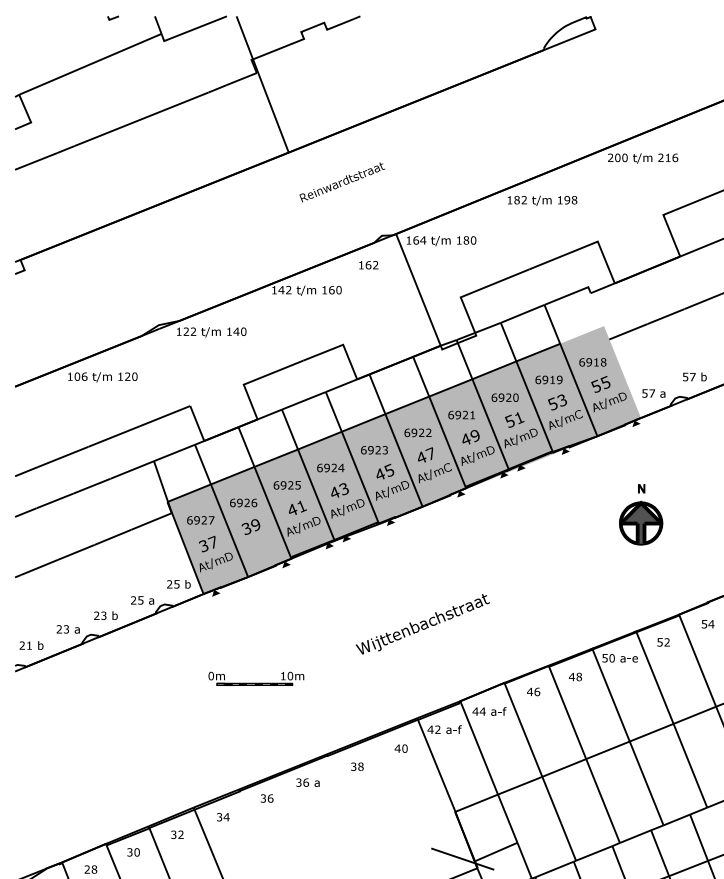 200 t/m 216
Reinwardtstraat
182 t/m 198
164 t/m 180
162
142 t/m 160
122 t/m 140
106 t/m 120
6918
55
At/mD
57 a
57 b
6919
53
At/mC
6920
51
At/mD
6921
49
At/mD
6922
47
At/mC
6923
45
At/mD
6924
43
At/mD
6925
41
At/mD
6926
39
6927
37
At/mD
N
25 b
25 a
23 b
23 a
21 b
Wijttenbachstraat
0m 10m
54
52
50 a-e
48
46
44 a-f
42 a-f
40
38
36 a
36
34
32
30
28